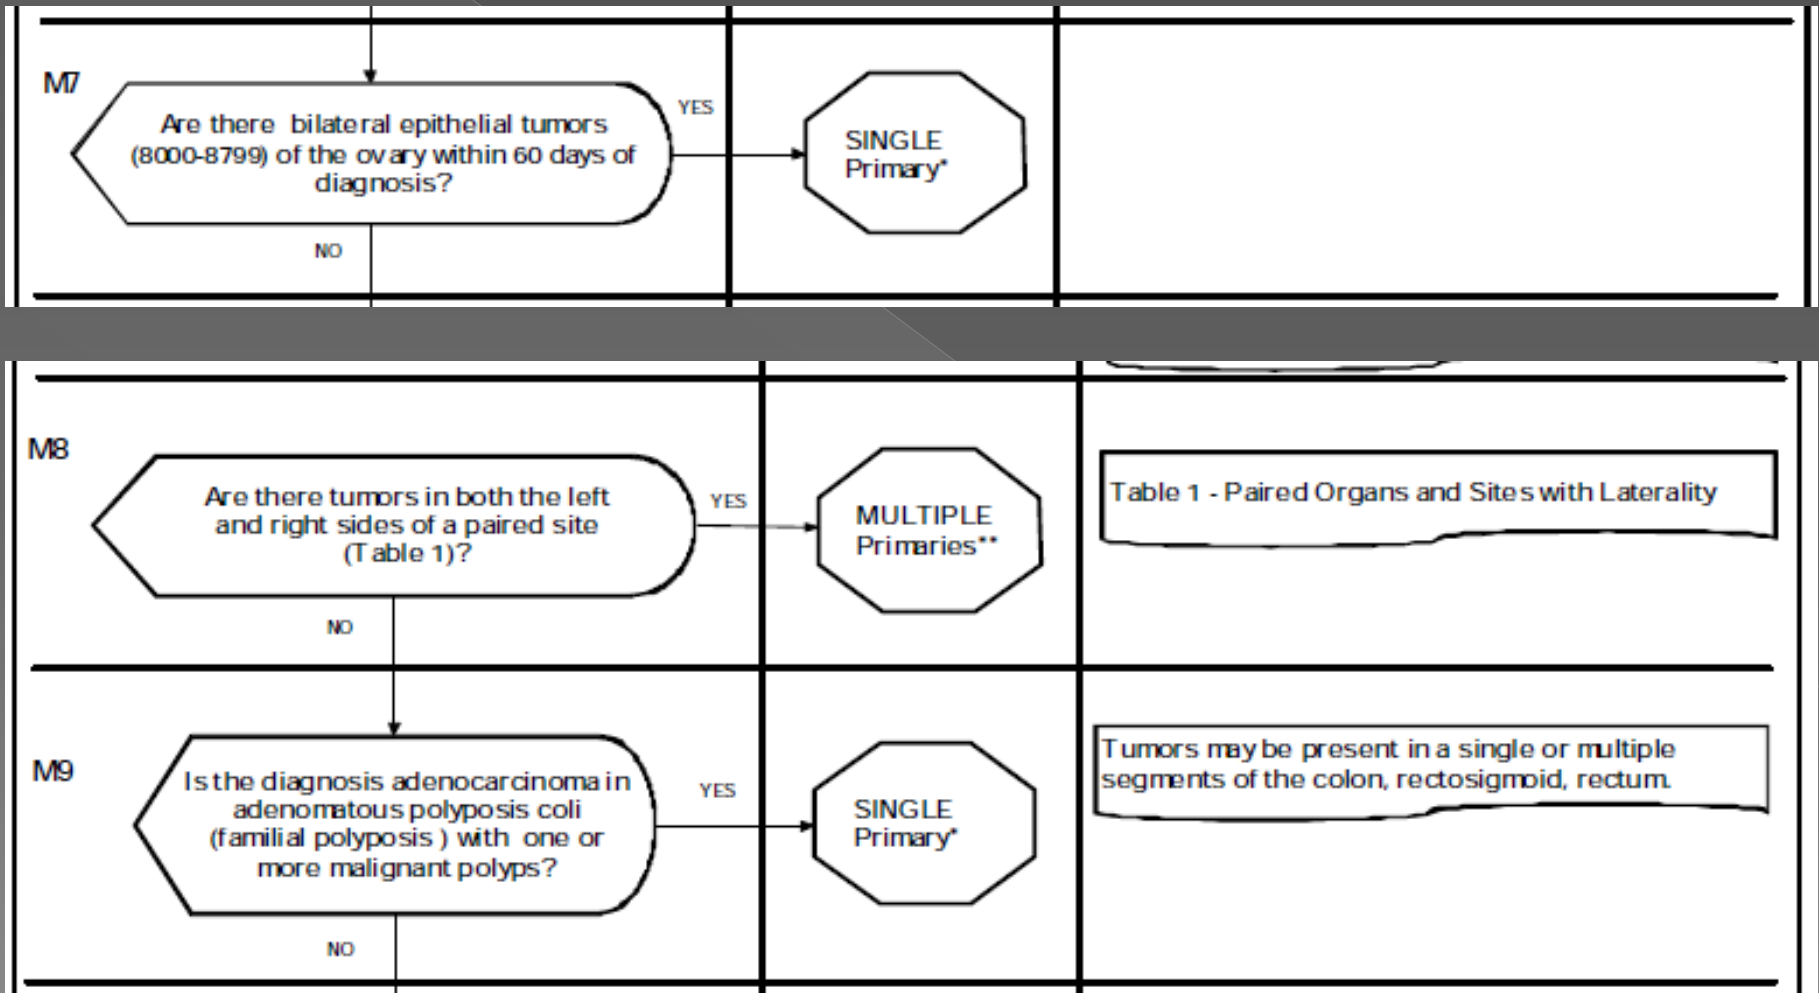 M7
Are there bilateral epithelial tumors
(8000-8799) of the ovary within 60 days of
diagnosis?
YES
SINGLE
Primary*
NO
M8
Are there tumors in both the left
and right sides of a paired site
(Table 1)?
YES
MULTIPLE
Primaries**
Table 1 - Paired Organs and Sites with Laterality
NO
M9
Is the diagnosis adenocarcinoma in
adenomatous polyposis coli
(familial polyposis ) with one or
more malignant polyps?
YES
SINGLE
Primary*
Tumors may be present in a single or multiple
segments of the colon, rectosigmoid, rectum.
NO